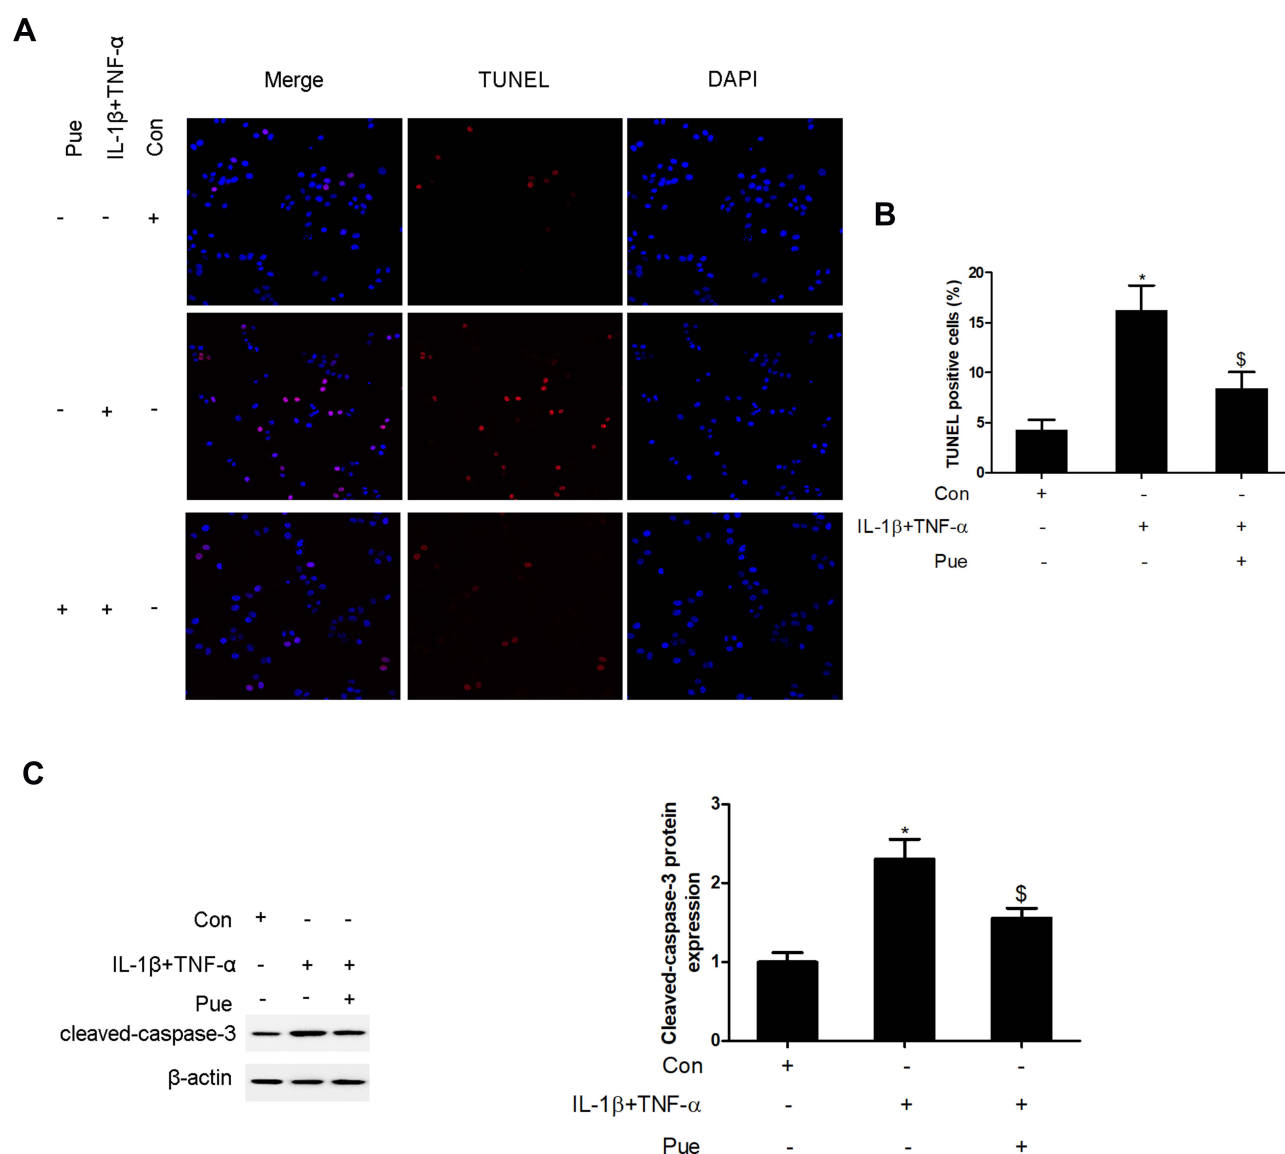 A
Pue
IL-1β+TNF-α
Con
Merge
TUNEL
DAPI
- - +
- + -
+ + -
B
TUNEL positive cells (%)
20
15
10
5
0
*
$
Con + - -
IL-1β+TNF-α - + +
Pue - - +
C
Con + - -
IL-1β+TNF-α - + +
Pue - - +
cleaved-caspase-3
β-actin
Cleaved-caspase-3 protein
expression
3
2
1
0
*
$
Con + - -
IL-1β+TNF-α - + +
Pue - - +